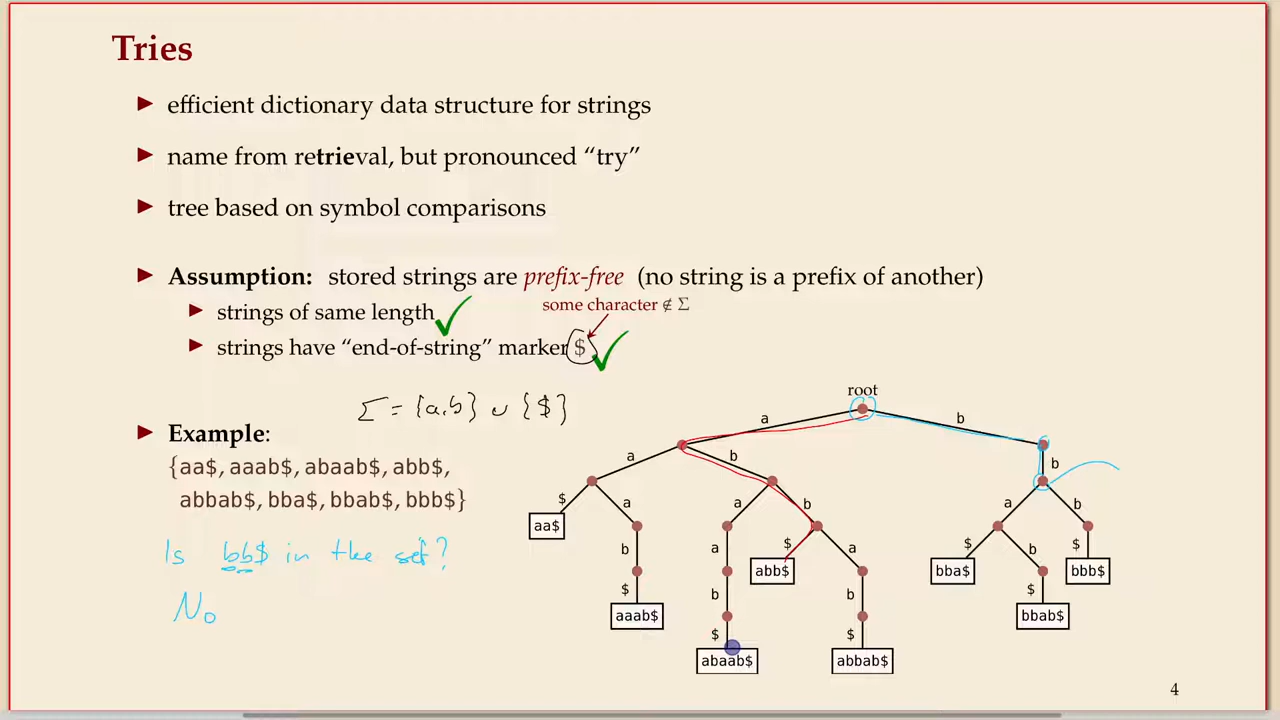 Tries
▶ efficient dictionary data structure for strings
▶ name from retrieval, but pronounced “try”
▶ tree based on symbol comparisons
▶ Assumption: stored strings are prefix-free (no string is a prefix of another)
▶ strings of same length
some character ∉ Σ
▶ strings have “end-of-string” marker $
Σ = {a,b} ∪ {$}
▶ Example:
{aa$, aaab$, abaab$, abb$,
abbab$, bba$, bbab$, bbb$}
Is bb$ in the set?
No
root
a b
a b b
$ a a b a b
aa$
b a $ a $ b $
abb$ bba$ bbb$
$ b b $
aaab$ bbab$
$ $
abaab$ abbab$
4